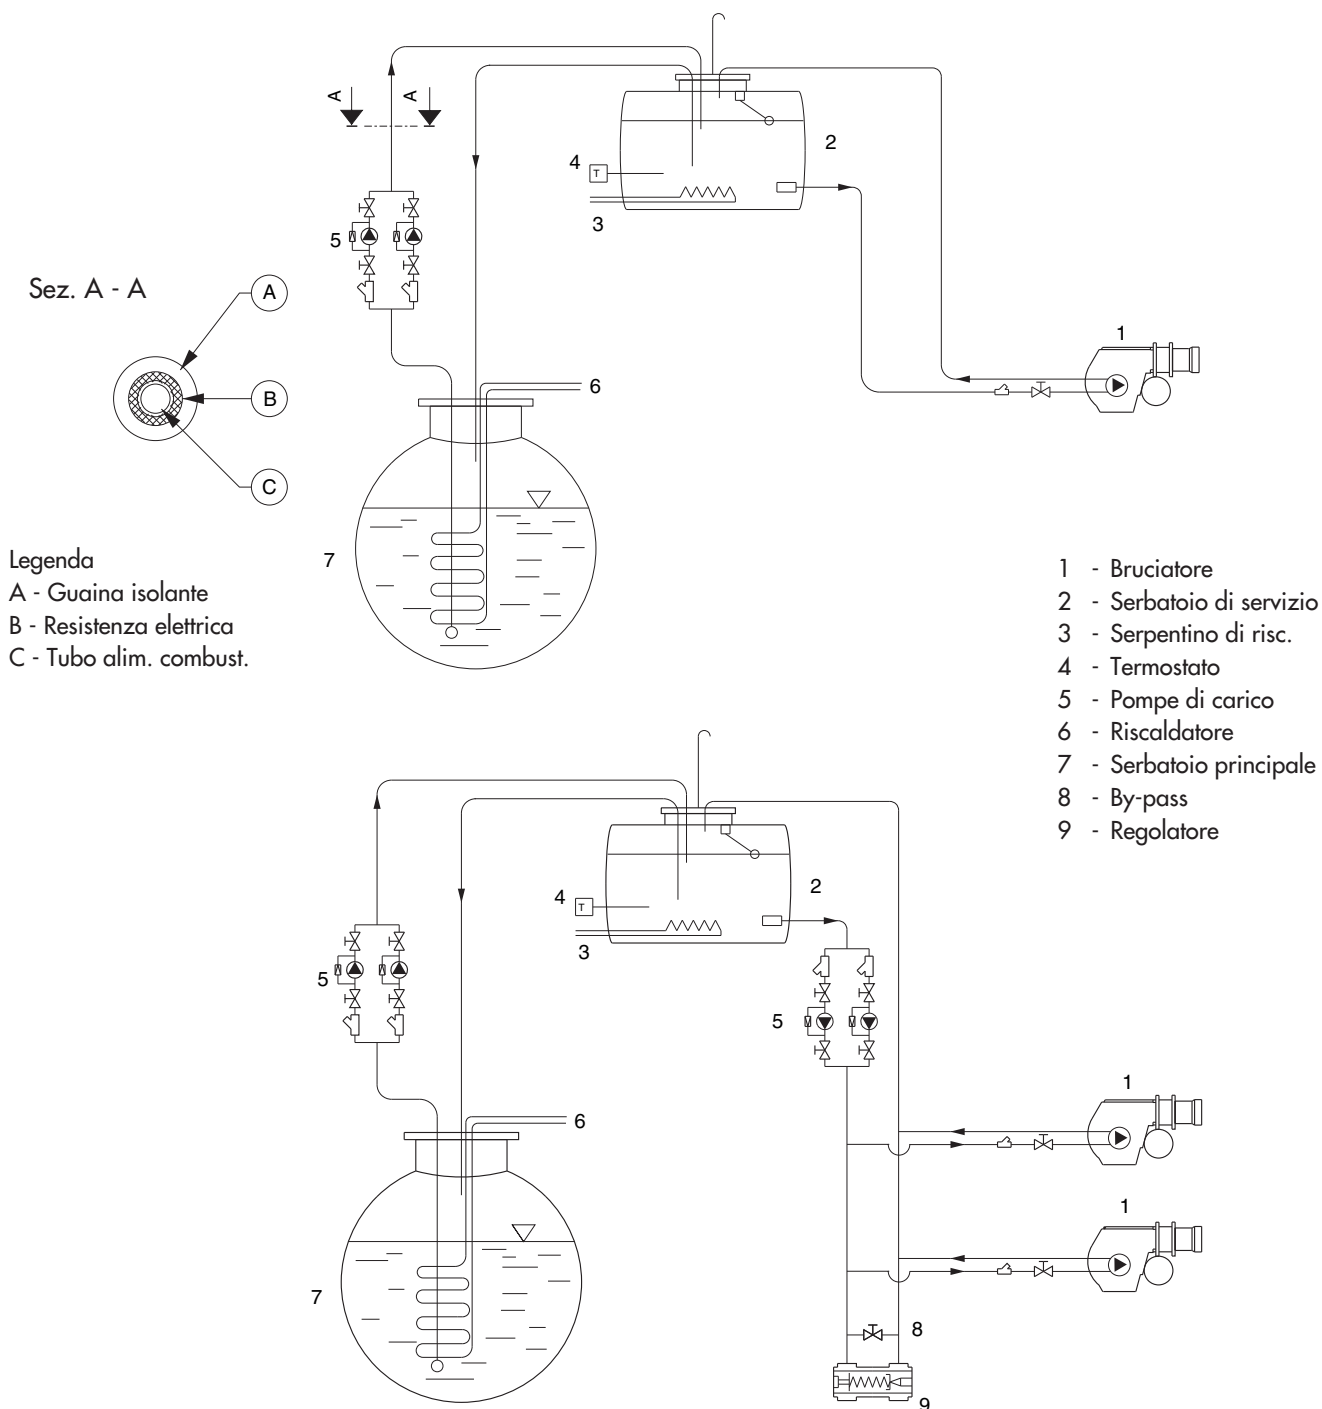 A
A
2
4
T
3
5
Sez. A - A
A
1
B
6
C
7
Legenda
A - Guaina isolante
B - Resistenza elettrica
C - Tubo alim. combust.
1 - Bruciatore
2 - Serbatoio di servizio
3 - Serpentino di risc.
4 - Termostato
5 - Pompe di carico
6 - Riscaldatore
7 - Serbatoio principale
8 - By-pass
9 - Regolatore
2
4
T
3
5
5
1
6
1
7
8
9